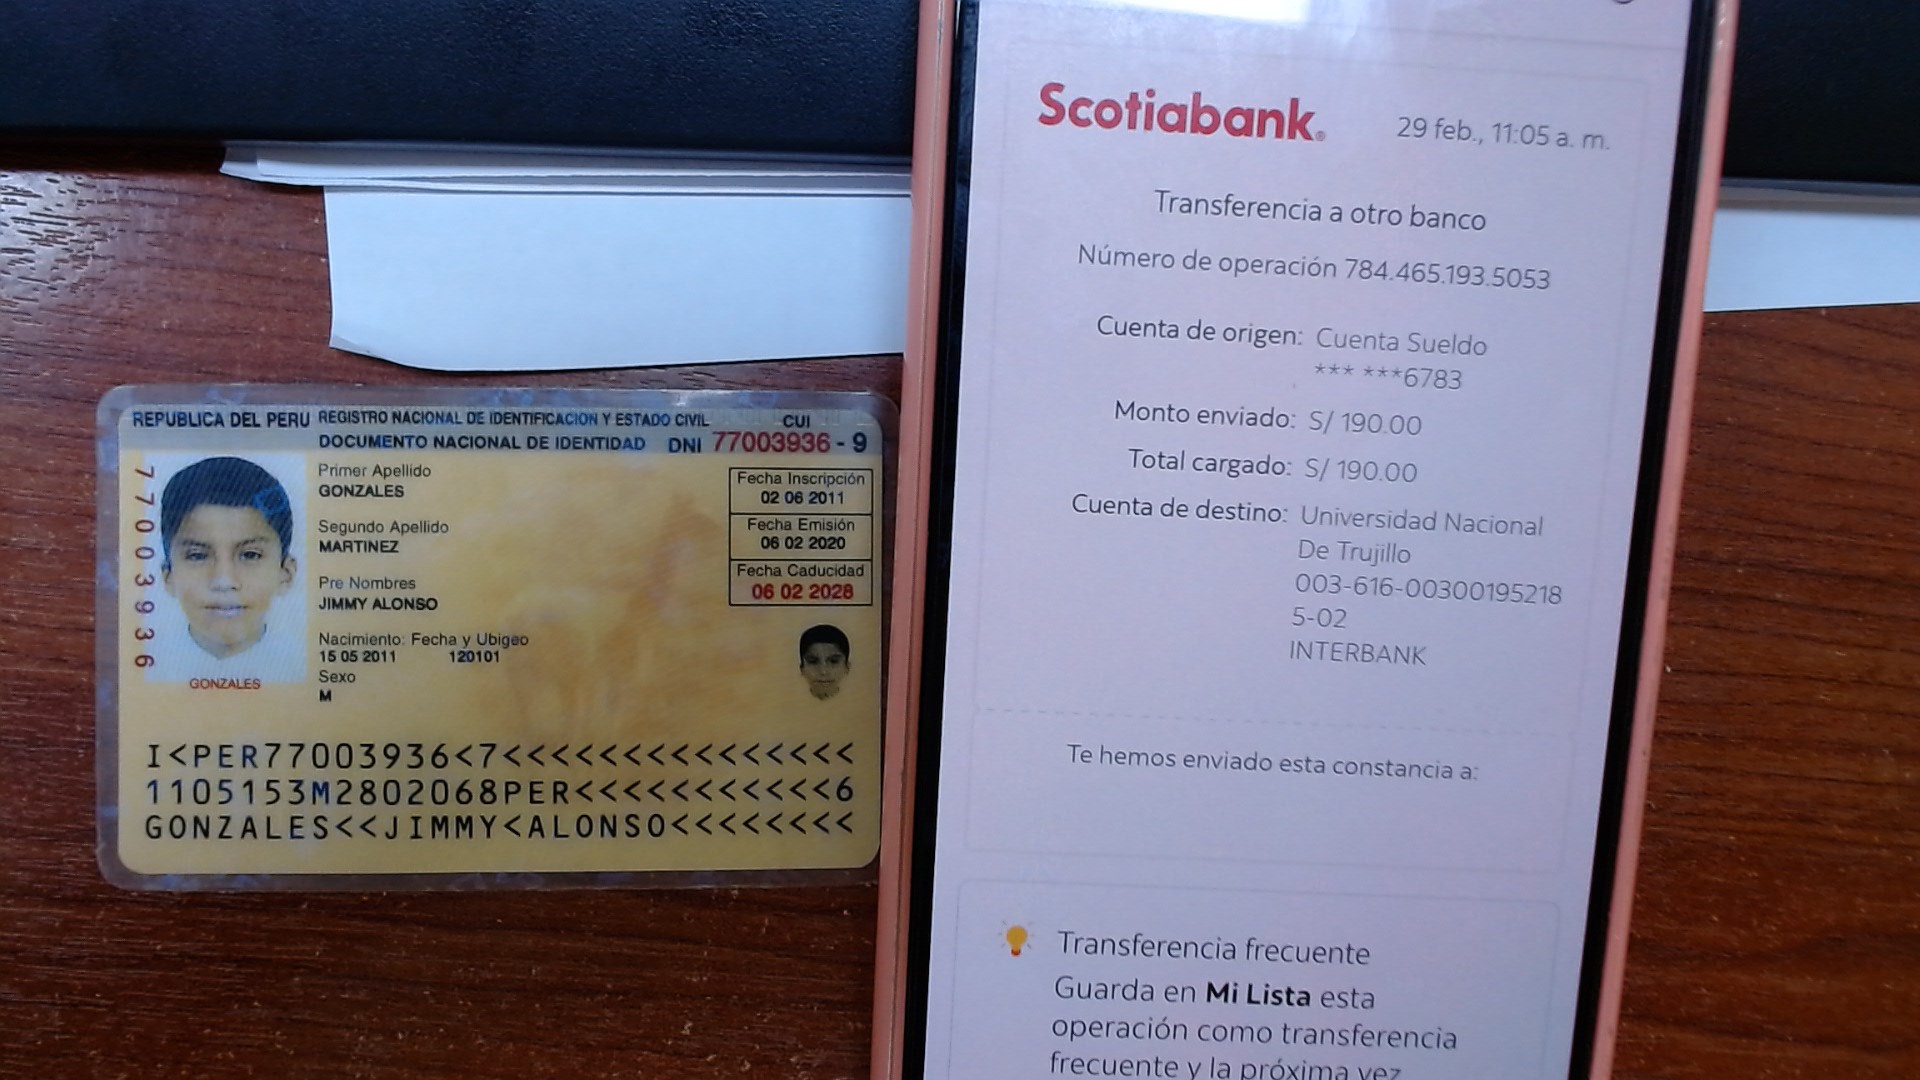 REPUBLICA DEL PERU REGISTRO NACIONAL DE IDENTIFICACION Y ESTADO CIVIL CUI
DOCUMENTO NACIONAL DE IDENTIDAD DNI 77003936 - 9
77003936
Primer Apellido
GONZALES
Segundo Apellido
MARTINEZ
Pre Nombres
JIMMY ALONSO
Nacimiento: Fecha y Ubigeo
15 05 2011 120101
Sexo
M
Fecha Inscripción
02 06 2011
Fecha Emisión
06 02 2020
Fecha Caducidad
06 02 2028
GONZALES
I<PER77003936<7<<<<<<<<<<<<<<<
1105153M2802068PER<<<<<<<<<<<6
GONZALES<<JIMMY<ALONSO<<<<<<<<
Scotiabank®
29 feb., 11:05 a. m.
Transferencia a otro banco
Número de operación 784.465.193.5053
Cuenta de origen: Cuenta Sueldo
*** ***6783
Monto enviado: S/ 190.00
Total cargado: S/ 190.00
Cuenta de destino: Universidad Nacional
De Trujillo
003-616-00300195218
5-02
INTERBANK
Te hemos enviado esta constancia a:
Transferencia frecuente
Guarda en Mi Lista esta
operación como transferencia
frecuente y la próxima vez